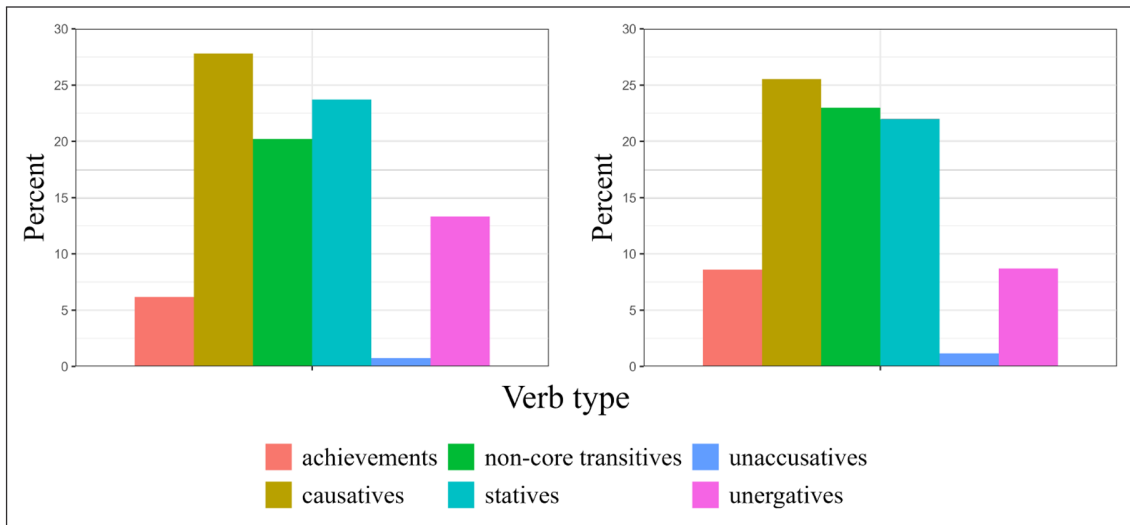 30
25
20
15
10
5
0
Percent
30
25
20
15
10
5
0
Percent
Verb type
achievements non-core transitives unaccusatives
causatives statives unergatives